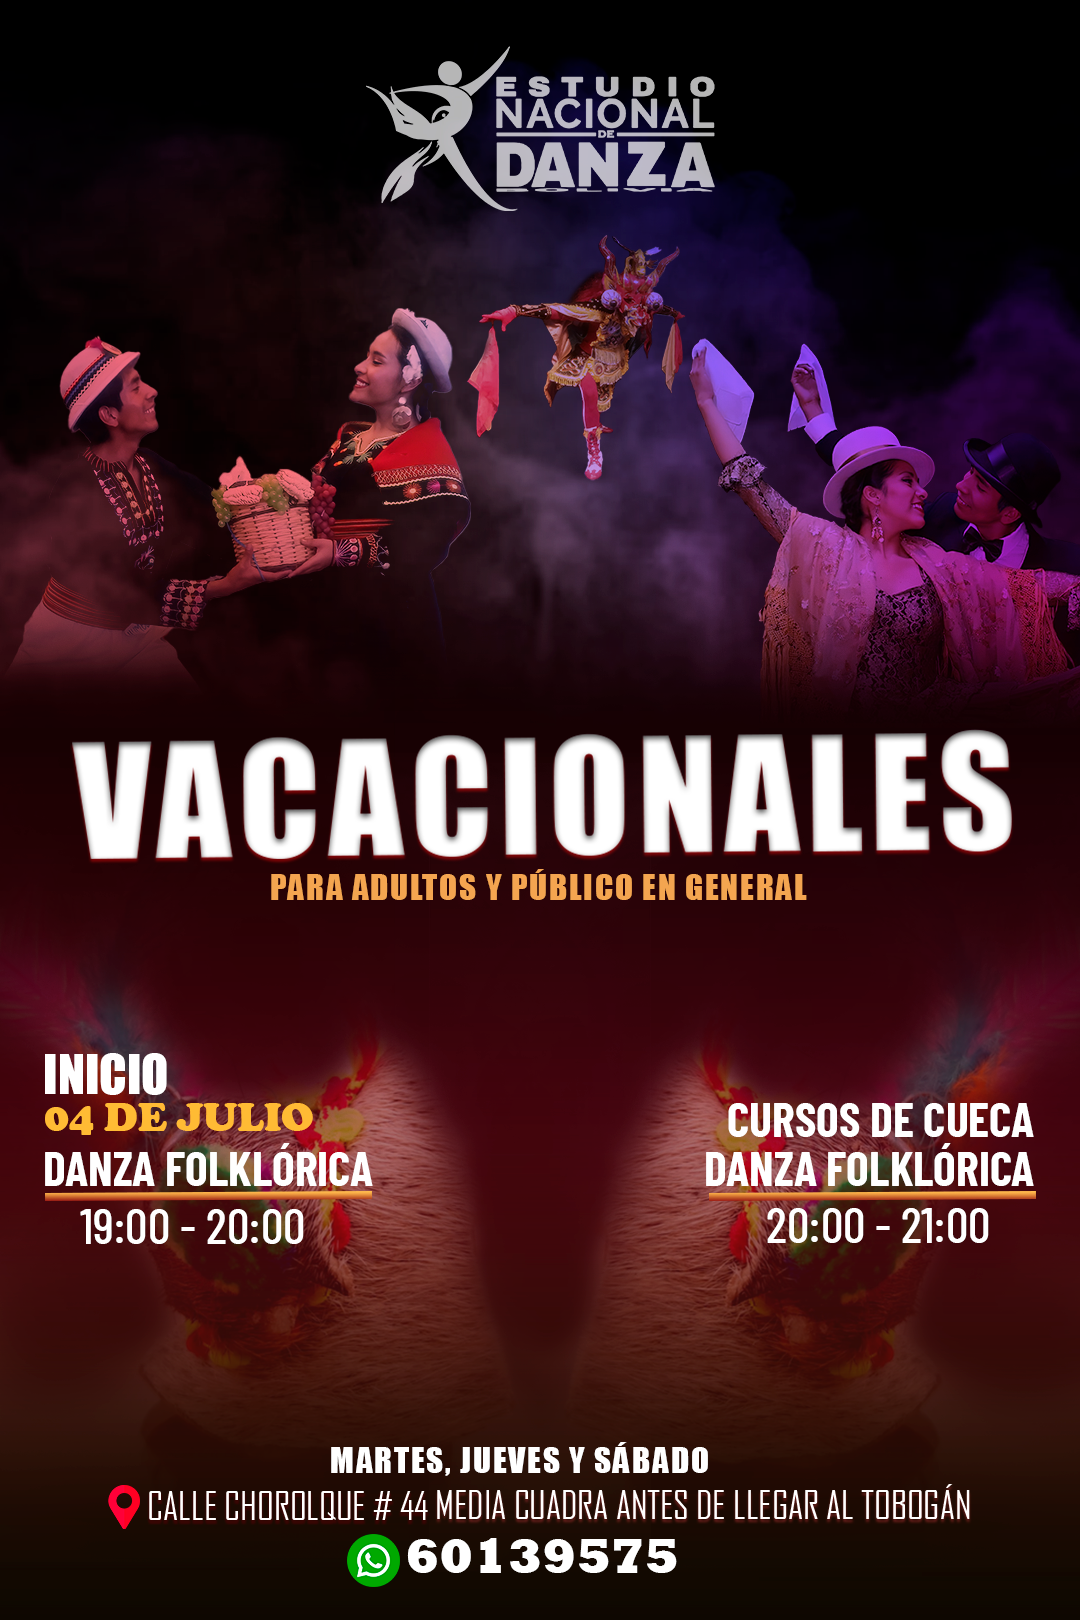 ESTUDIO
NACIONAL
DE
DANZA
BOLIVIA
VACACIONALES
PARA ADULTOS Y PÚBLICO EN GENERAL
INICIO
04 DE JULIO
DANZA FOLKLÓRICA
19:00 - 20:00
CURSOS DE CUECA
DANZA FOLKLÓRICA
20:00 - 21:00
MARTES, JUEVES Y SÁBADO
CALLE CHOROLQUE # 44 MEDIA CUADRA ANTES DE LLEGAR AL TOBOGÁN
60139575